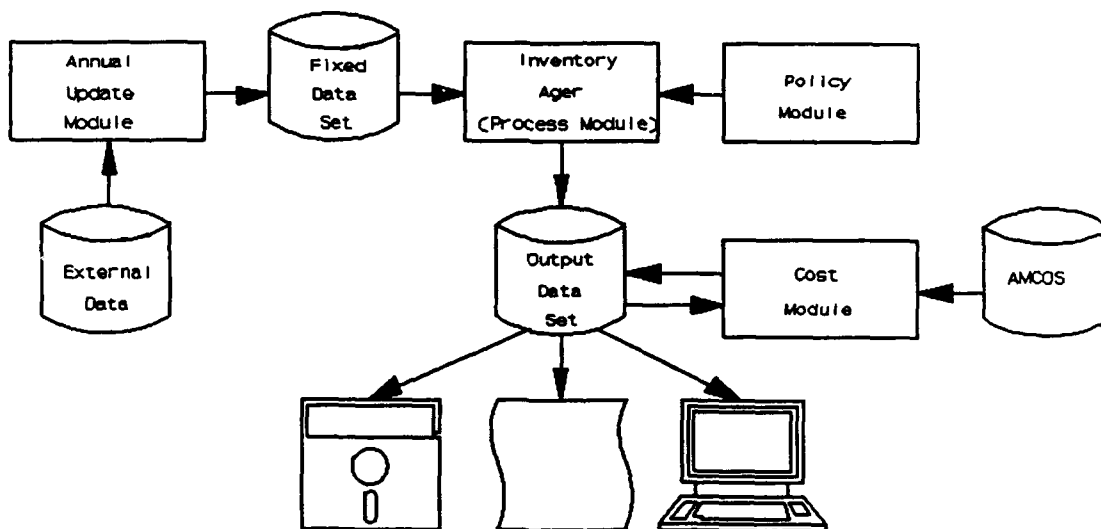 Annual
Update
Module
Fixed
Data
Set
Inventory
Ager
(Process Module)
Policy
Module
External
Data
Output
Data
Set
Cost
Module
AMCOS